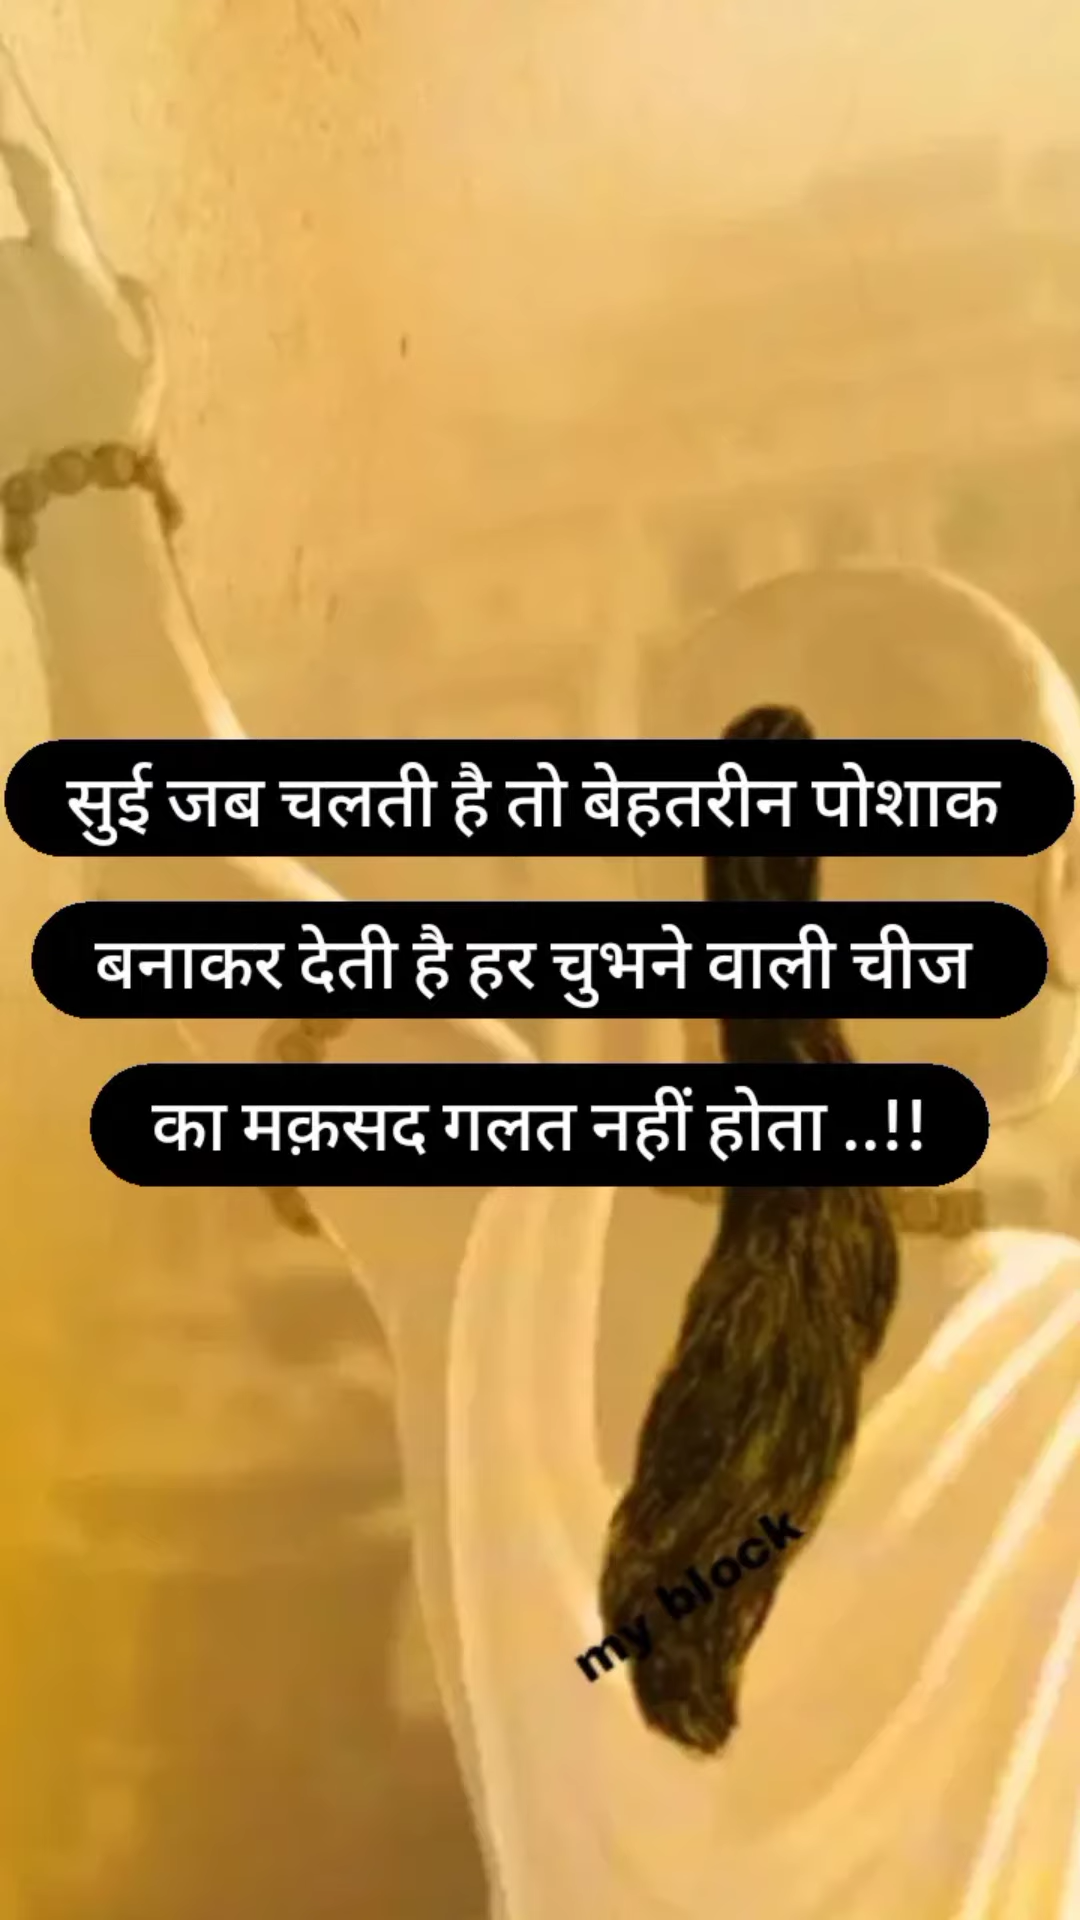 सुई जब चलती है तो बेहतरीन पोशाक
बनाकर देती है हर चुभने वाली चीज
का मक़सद गलत नहीं होता ..!!
my block